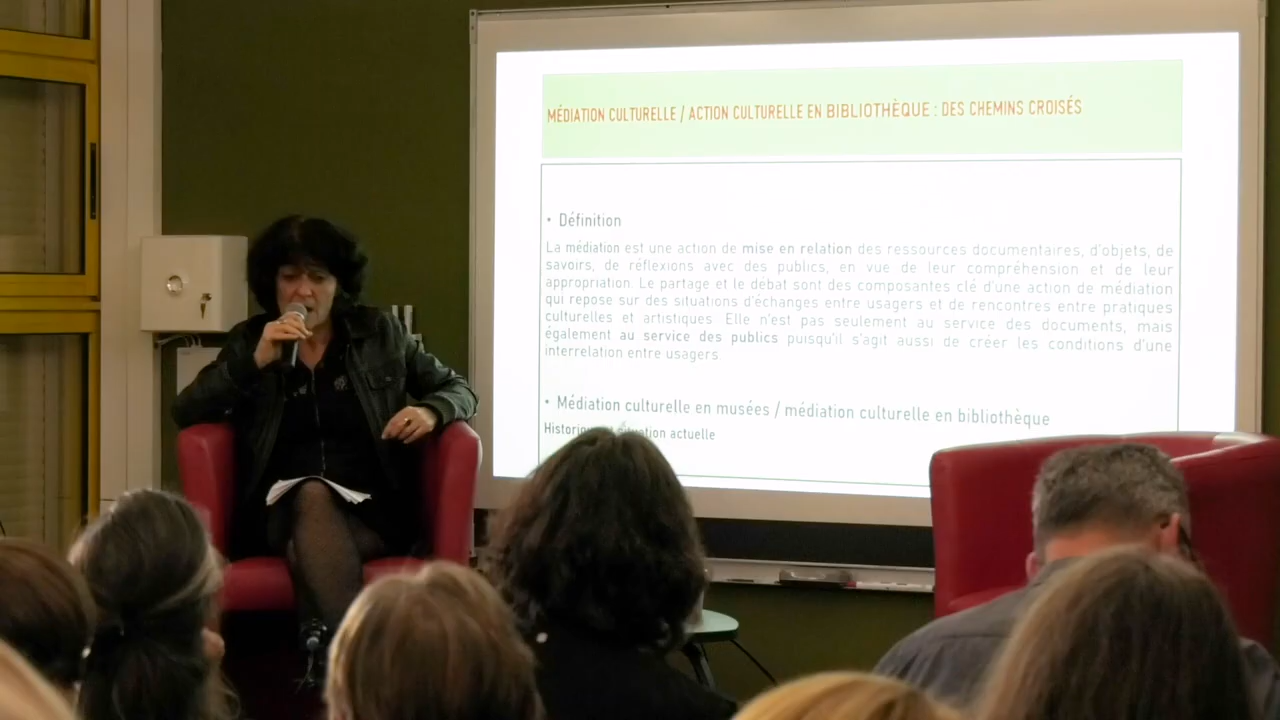 MÉDIATION CULTURELLE / ACTION CULTURELLE EN BIBLIOTHÈQUE : DES CHEMINS CROISÉS
• Définition
La médiation est une action de mise en relation des ressources documentaires, d'objets, de
savoirs, de réflexions avec des publics, en vue de leur compréhension et de leur
appropriation. Le partage et le débat sont des composantes clé d'une action de médiation
qui repose sur des situations d'échanges entre usagers et de rencontres entre pratiques
culturelles et artistiques. Elle n'est pas seulement au service des documents, mais
également au service des publics puisqu'il s'agit aussi de créer les conditions d'une
interrelation entre usagers.
• Médiation culturelle en musées / médiation culturelle en bibliothèque
actuelle